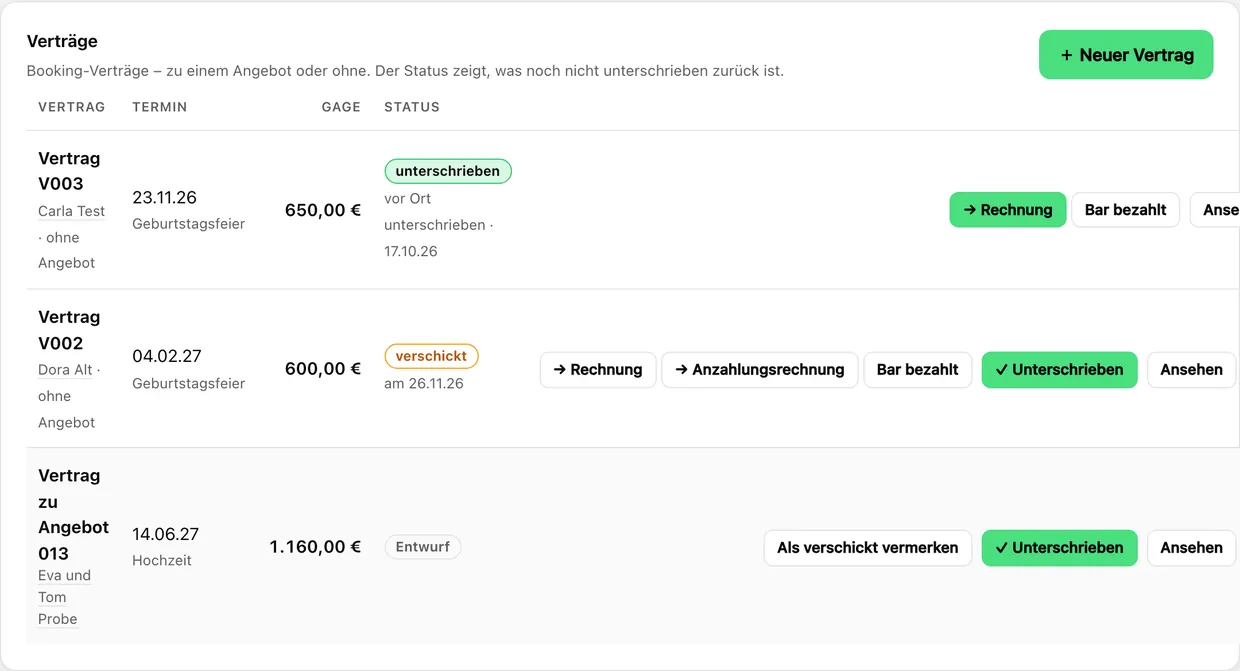 Verträge
+ Neuer Vertrag
Booking-Verträge – zu einem Angebot oder ohne. Der Status zeigt, was noch nicht unterschrieben zurück ist.
VERTRAG TERMIN GAGE STATUS
Vertrag
V003
Carla Test
· ohne
Angebot
23.11.26
Geburtstagsfeier
650,00 €
unterschrieben
vor Ort
unterschrieben ·
17.10.26
→ Rechnung
Bar bezahlt
Anse
Vertrag
V002
Dora Alt ·
ohne
Angebot
04.02.27
Geburtstagsfeier
600,00 €
verschickt
am 26.11.26
→ Rechnung
→ Anzahlungsrechnung
Bar bezahlt
✓ Unterschrieben
Ansehen
Vertrag
zu
Angebot
013
Eva und
Tom
Probe
14.06.27
Hochzeit
1.160,00 €
Entwurf
Als verschickt vermerken
✓ Unterschrieben
Ansehen